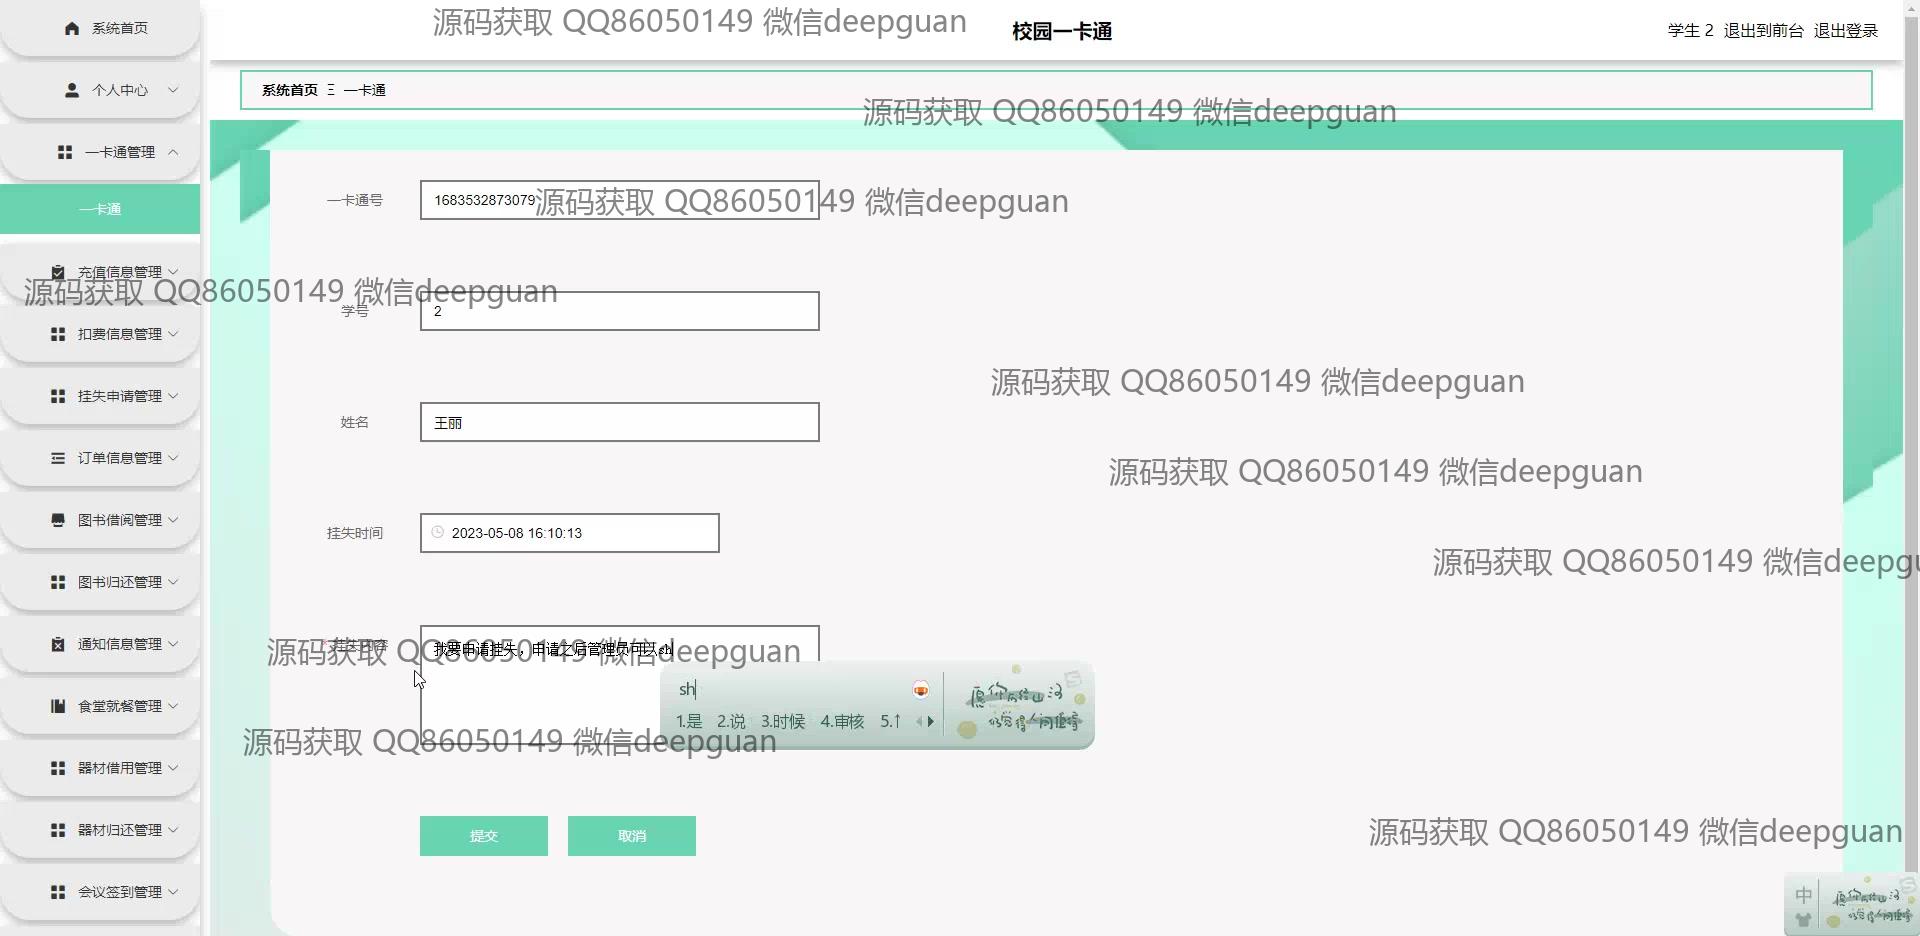 源码获取 QQ86050149 微信deepguan
校园一卡通
学生 2 退出到前台 退出登录
系统首页
个人中心
一卡通管理
一卡通
充值信息管理
扣费信息管理
挂失申请管理
订单信息管理
图书借阅管理
图书归还管理
通知信息管理
食堂就餐管理
器材借用管理
器材归还管理
会议签到管理
系统首页 Ξ 一卡通
源码获取 QQ86050149 微信deepguan
一卡通号 1683532873079
源码获取 QQ86050149 微信deepguan
源码获取 QQ86050149 微信deepguan
学号 2
源码获取 QQ86050149 微信deepguan
姓名 王丽
源码获取 QQ86050149 微信deepguan
挂失时间 2023-05-08 16:10:13
源码获取 QQ86050149 微信deepgu
*挂失内容 我要申请挂失，申请之后管理员可以sh
源码获取 QQ86050149 微信deepguan
sh
1.是 2.说 3.时候 4.审核 5.↑
源码获取 QQ86050149 微信deepguan
提交 取消
源码获取 QQ86050149 微信deepguan
中